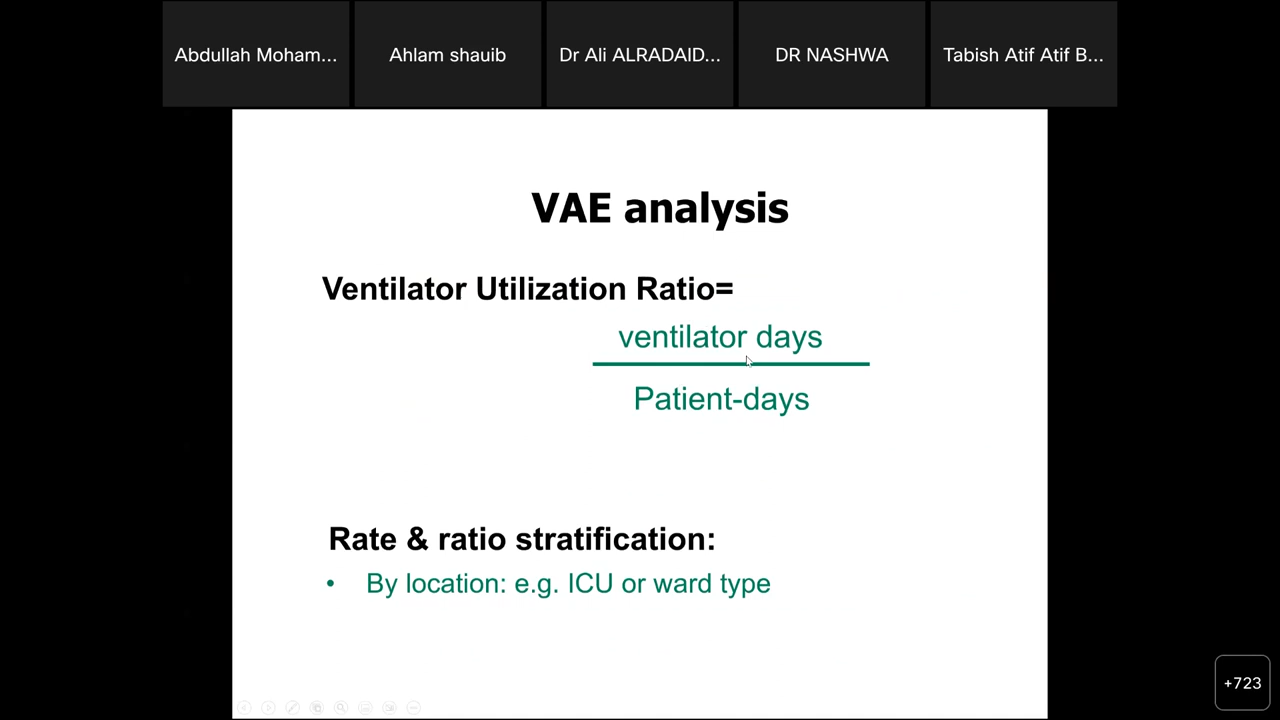 Abdullah Moham...
Ahlam shauib
Dr Ali ALRADAID...
DR NASHWA
Tabish Atif Atif B...
VAE analysis
Ventilator Utilization Ratio=
ventilator days
Patient-days
Rate & ratio stratification:
• By location: e.g. ICU or ward type
+723